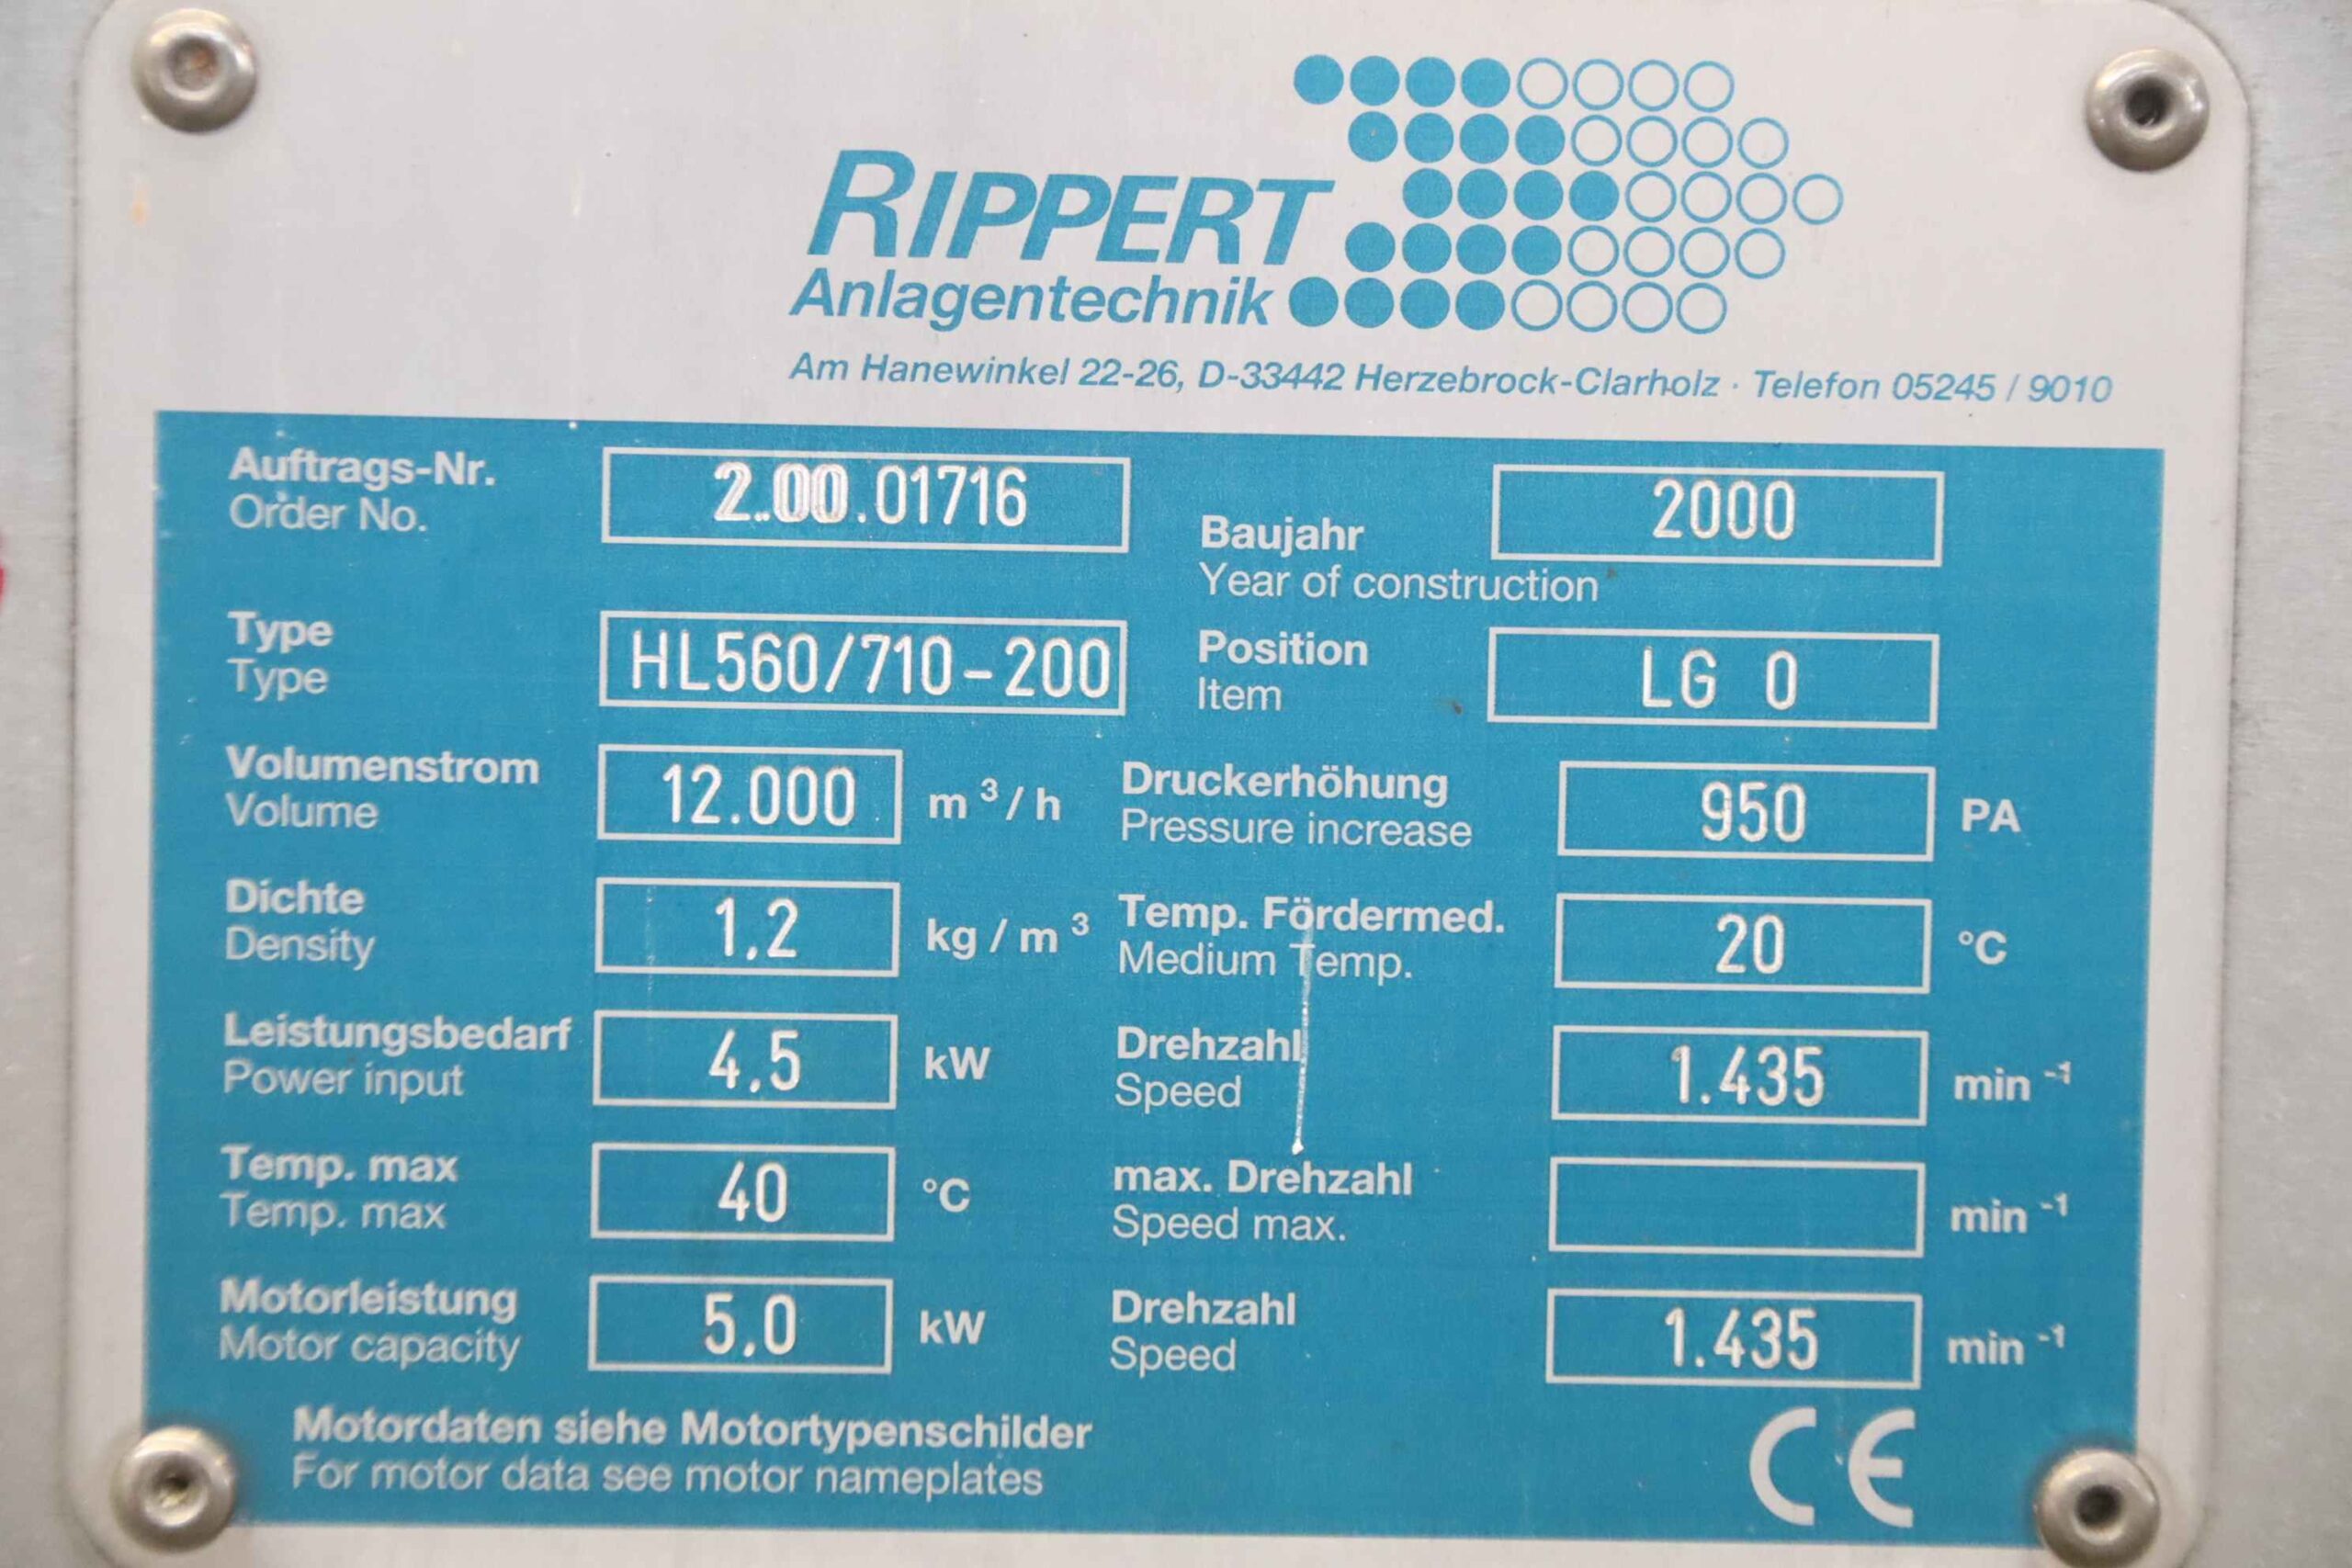 RIPPERT
Anlagentechnik
Am Hanewinkel 22-26, D-33442 Herzebrock-Clarholz · Telefon 05245 / 9010
Auftrags-Nr. 2.00.01716
Order No.
Baujahr 2000
Year of construction
Type HL560/710-200
Type
Position LG 0
Item
Volumenstrom 12.000 m³/h
Volume
Druckerhöhung 950 PA
Pressure increase
Dichte 1,2 kg/m³
Density
Temp. Fördermed. 20 °C
Medium Temp.
Leistungsbedarf 4,5 kW
Power input
Drehzahl 1.435 min⁻¹
Speed
Temp. max 40 °C
Temp. max
max. Drehzahl min⁻¹
Speed max.
Motorleistung 5,0 kW
Motor capacity
Drehzahl 1.435 min⁻¹
Speed
Motordaten siehe Motortypenschilder
For motor data see motor nameplates
CE